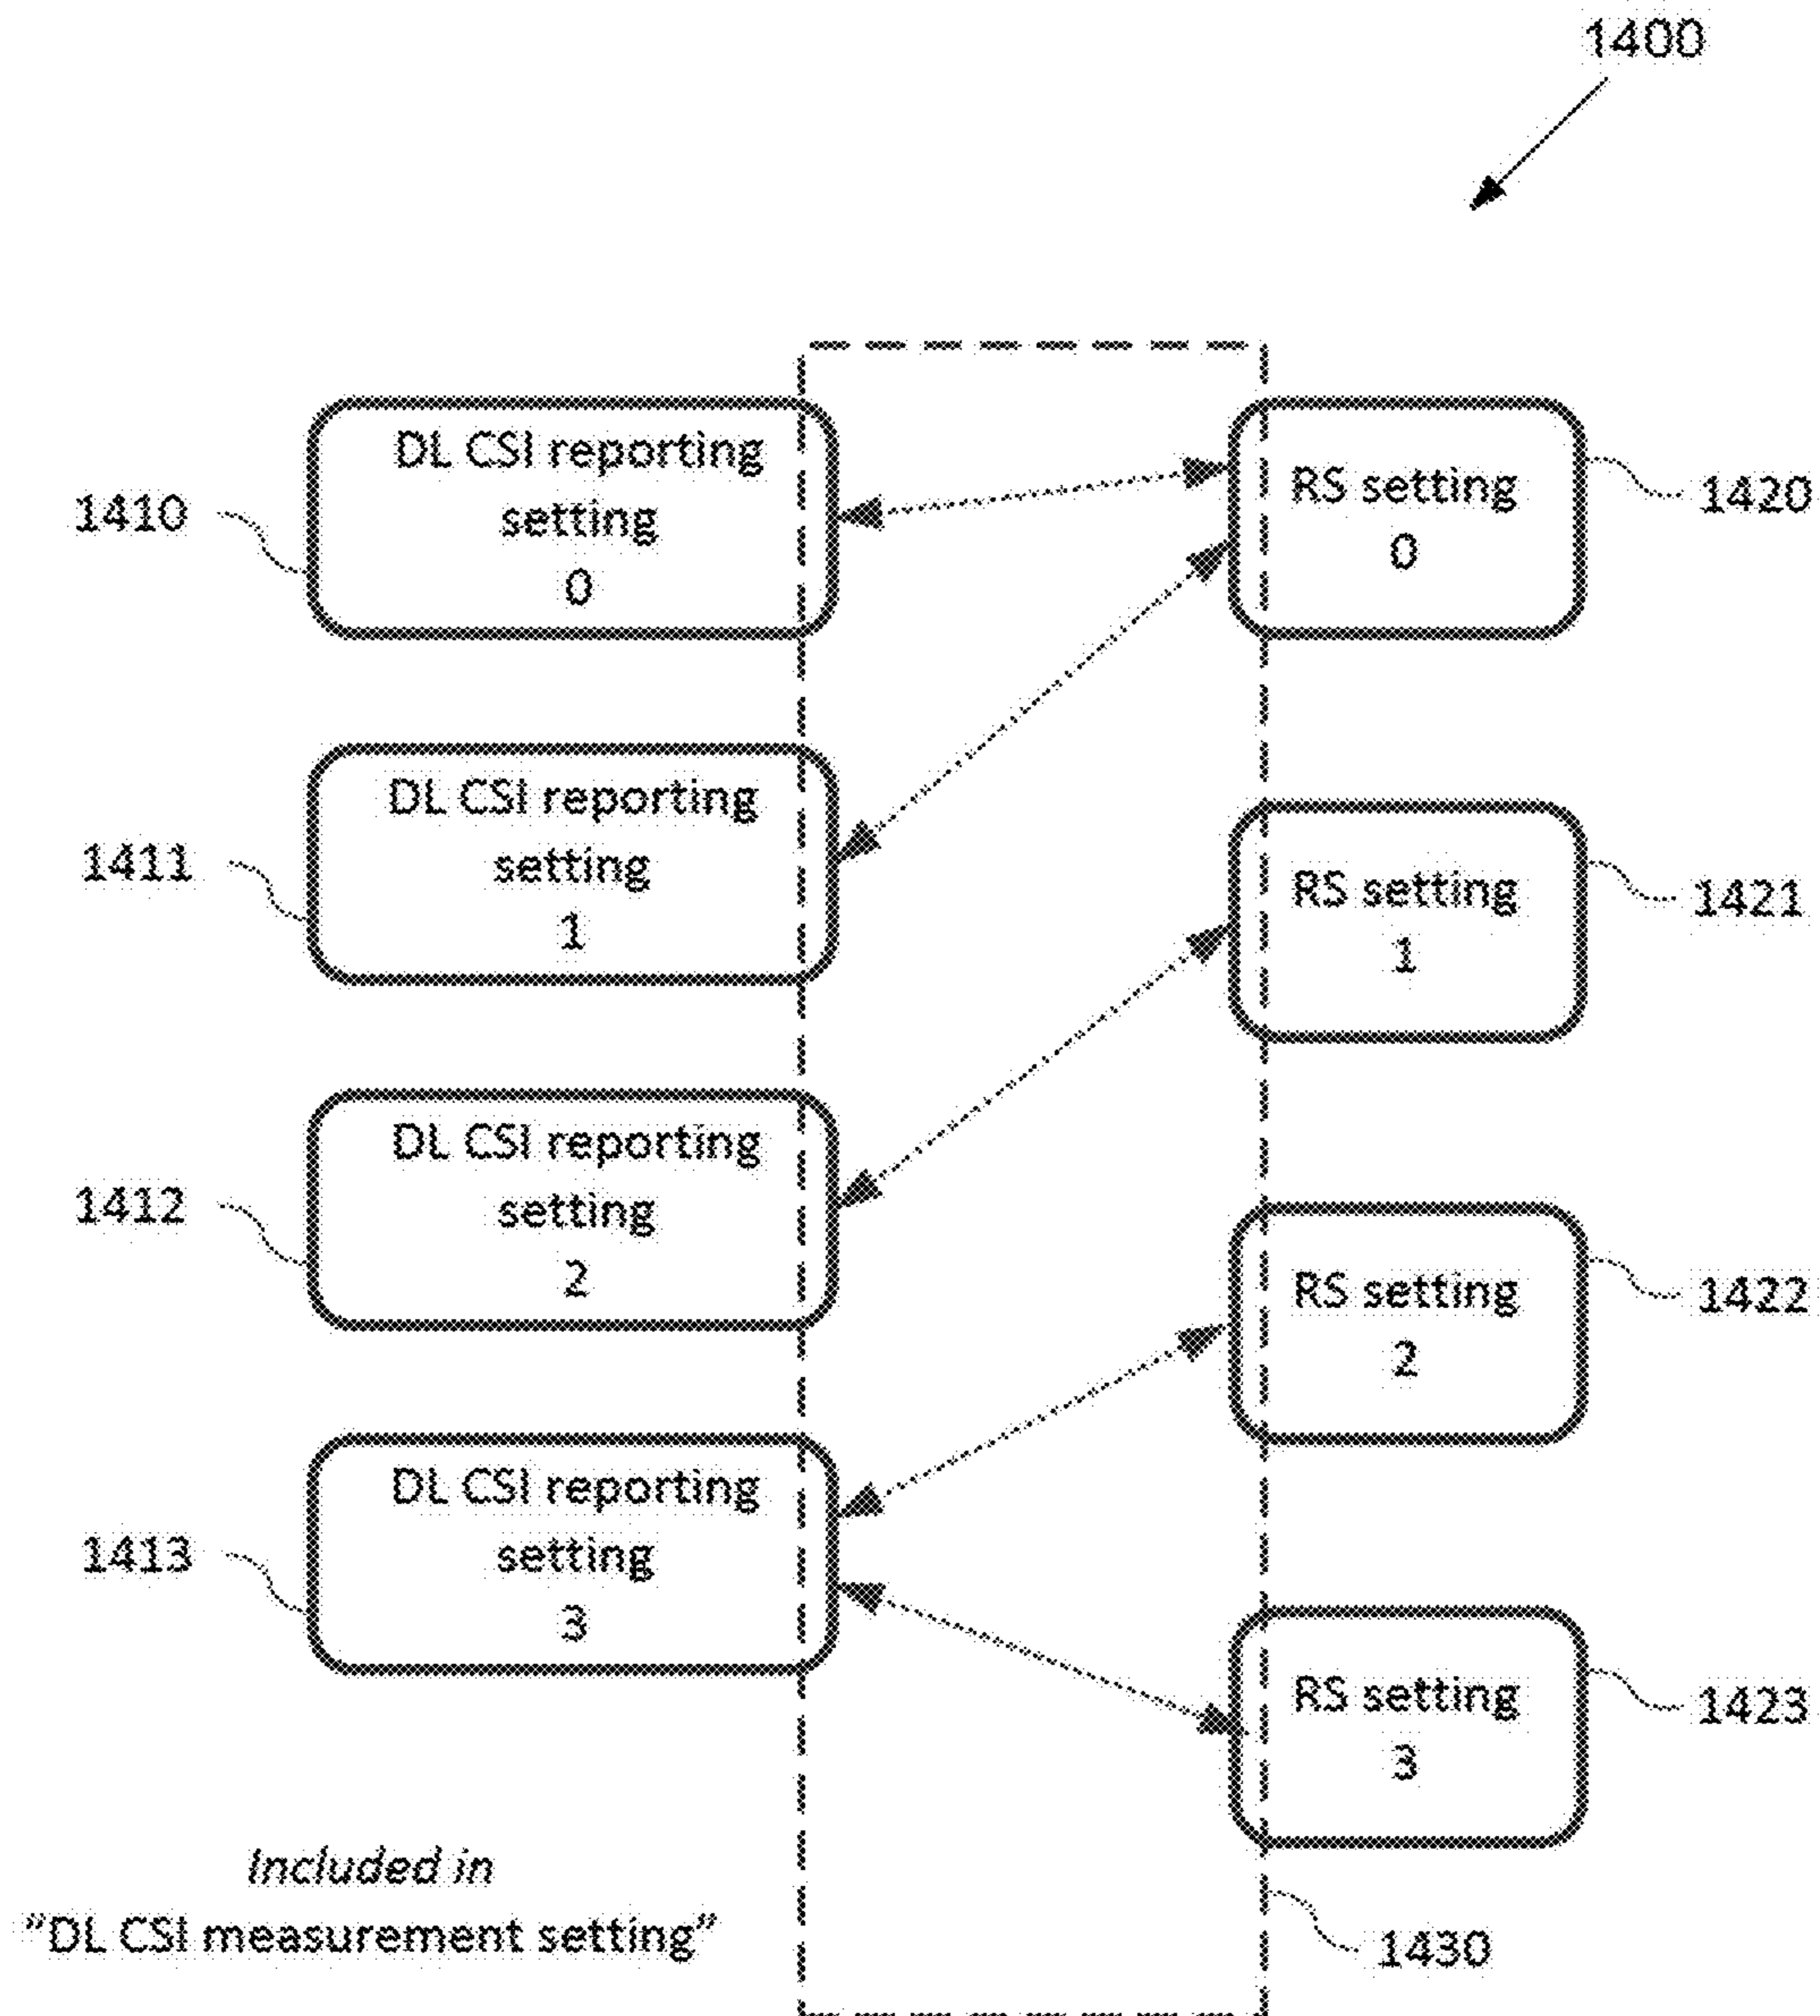 1400
DL CSI reporting
setting
0
1410
RS setting
0
1420
DL CSI reporting
setting
1
1411
RS setting
1
1421
DL CSI reporting
setting
2
1412
RS setting
2
1422
DL CSI reporting
setting
3
1413
RS setting
3
1423
Included in
"DL CSI measurement setting"
1430